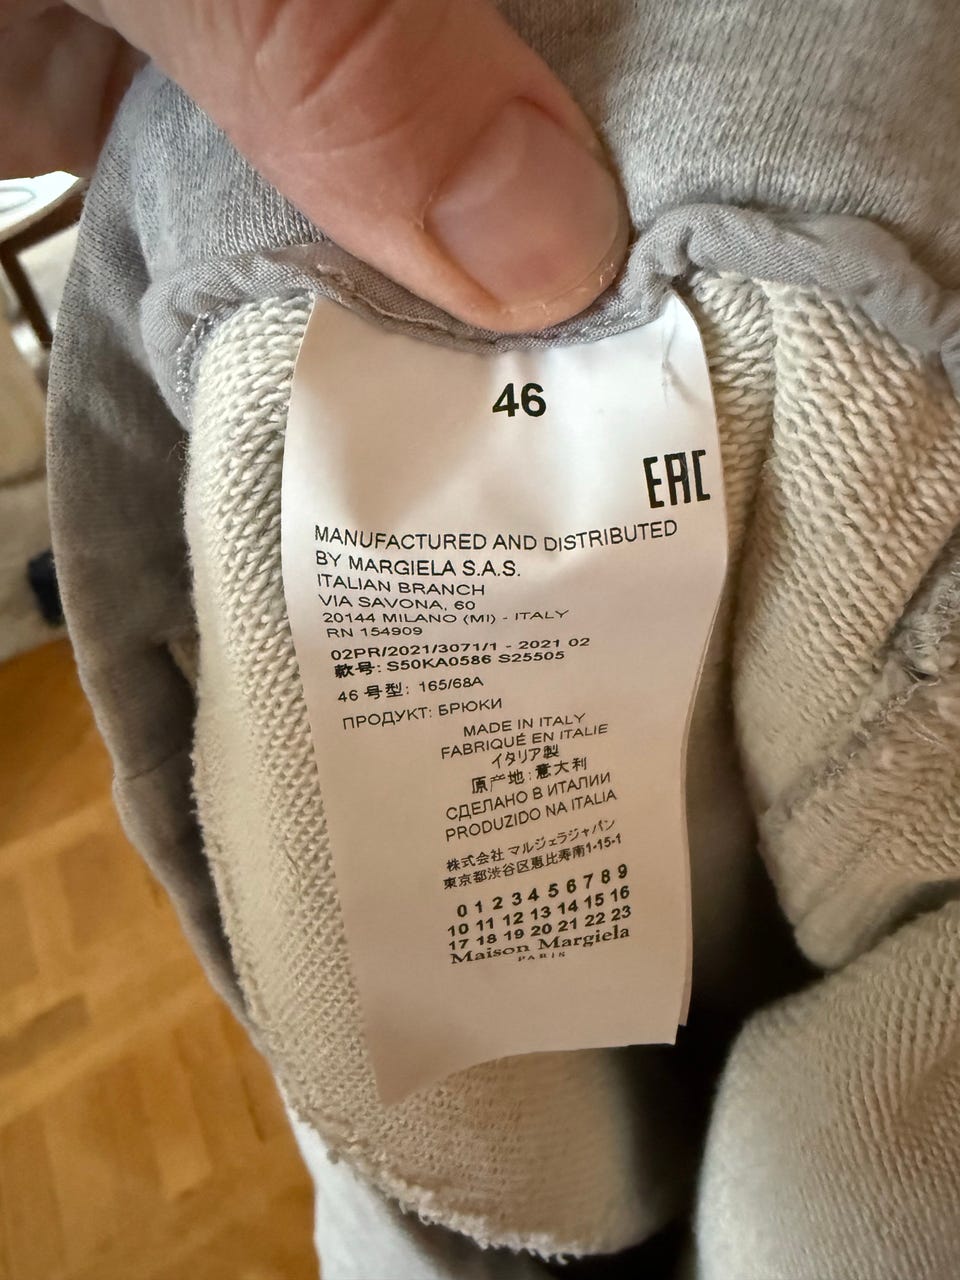 46
EAC
MANUFACTURED AND DISTRIBUTED
BY MARGIELA S.A.S.
ITALIAN BRANCH
VIA SAVONA, 60
20144 MILANO (MI) - ITALY
RN 154909
02PR/2021/3071/1 - 2021 02
款号: S50KA0586 S25505
46 号型: 165/68A
ПРОДУКТ: БРЮКИ
MADE IN ITALY
FABRIQUÉ EN ITALIE
イタリア製
原产地: 意大利
СДЕЛАНО В ИТАЛИИ
PRODUZIDO NA ITALIA
株式会社 マルジェラジャパン
東京都渋谷区恵比寿南1-15-1
0 1 2 3 4 5 6 7 8 9
10 11 12 13 14 15 16
17 18 19 20 21 22 23
Maison Margiela
PARIS